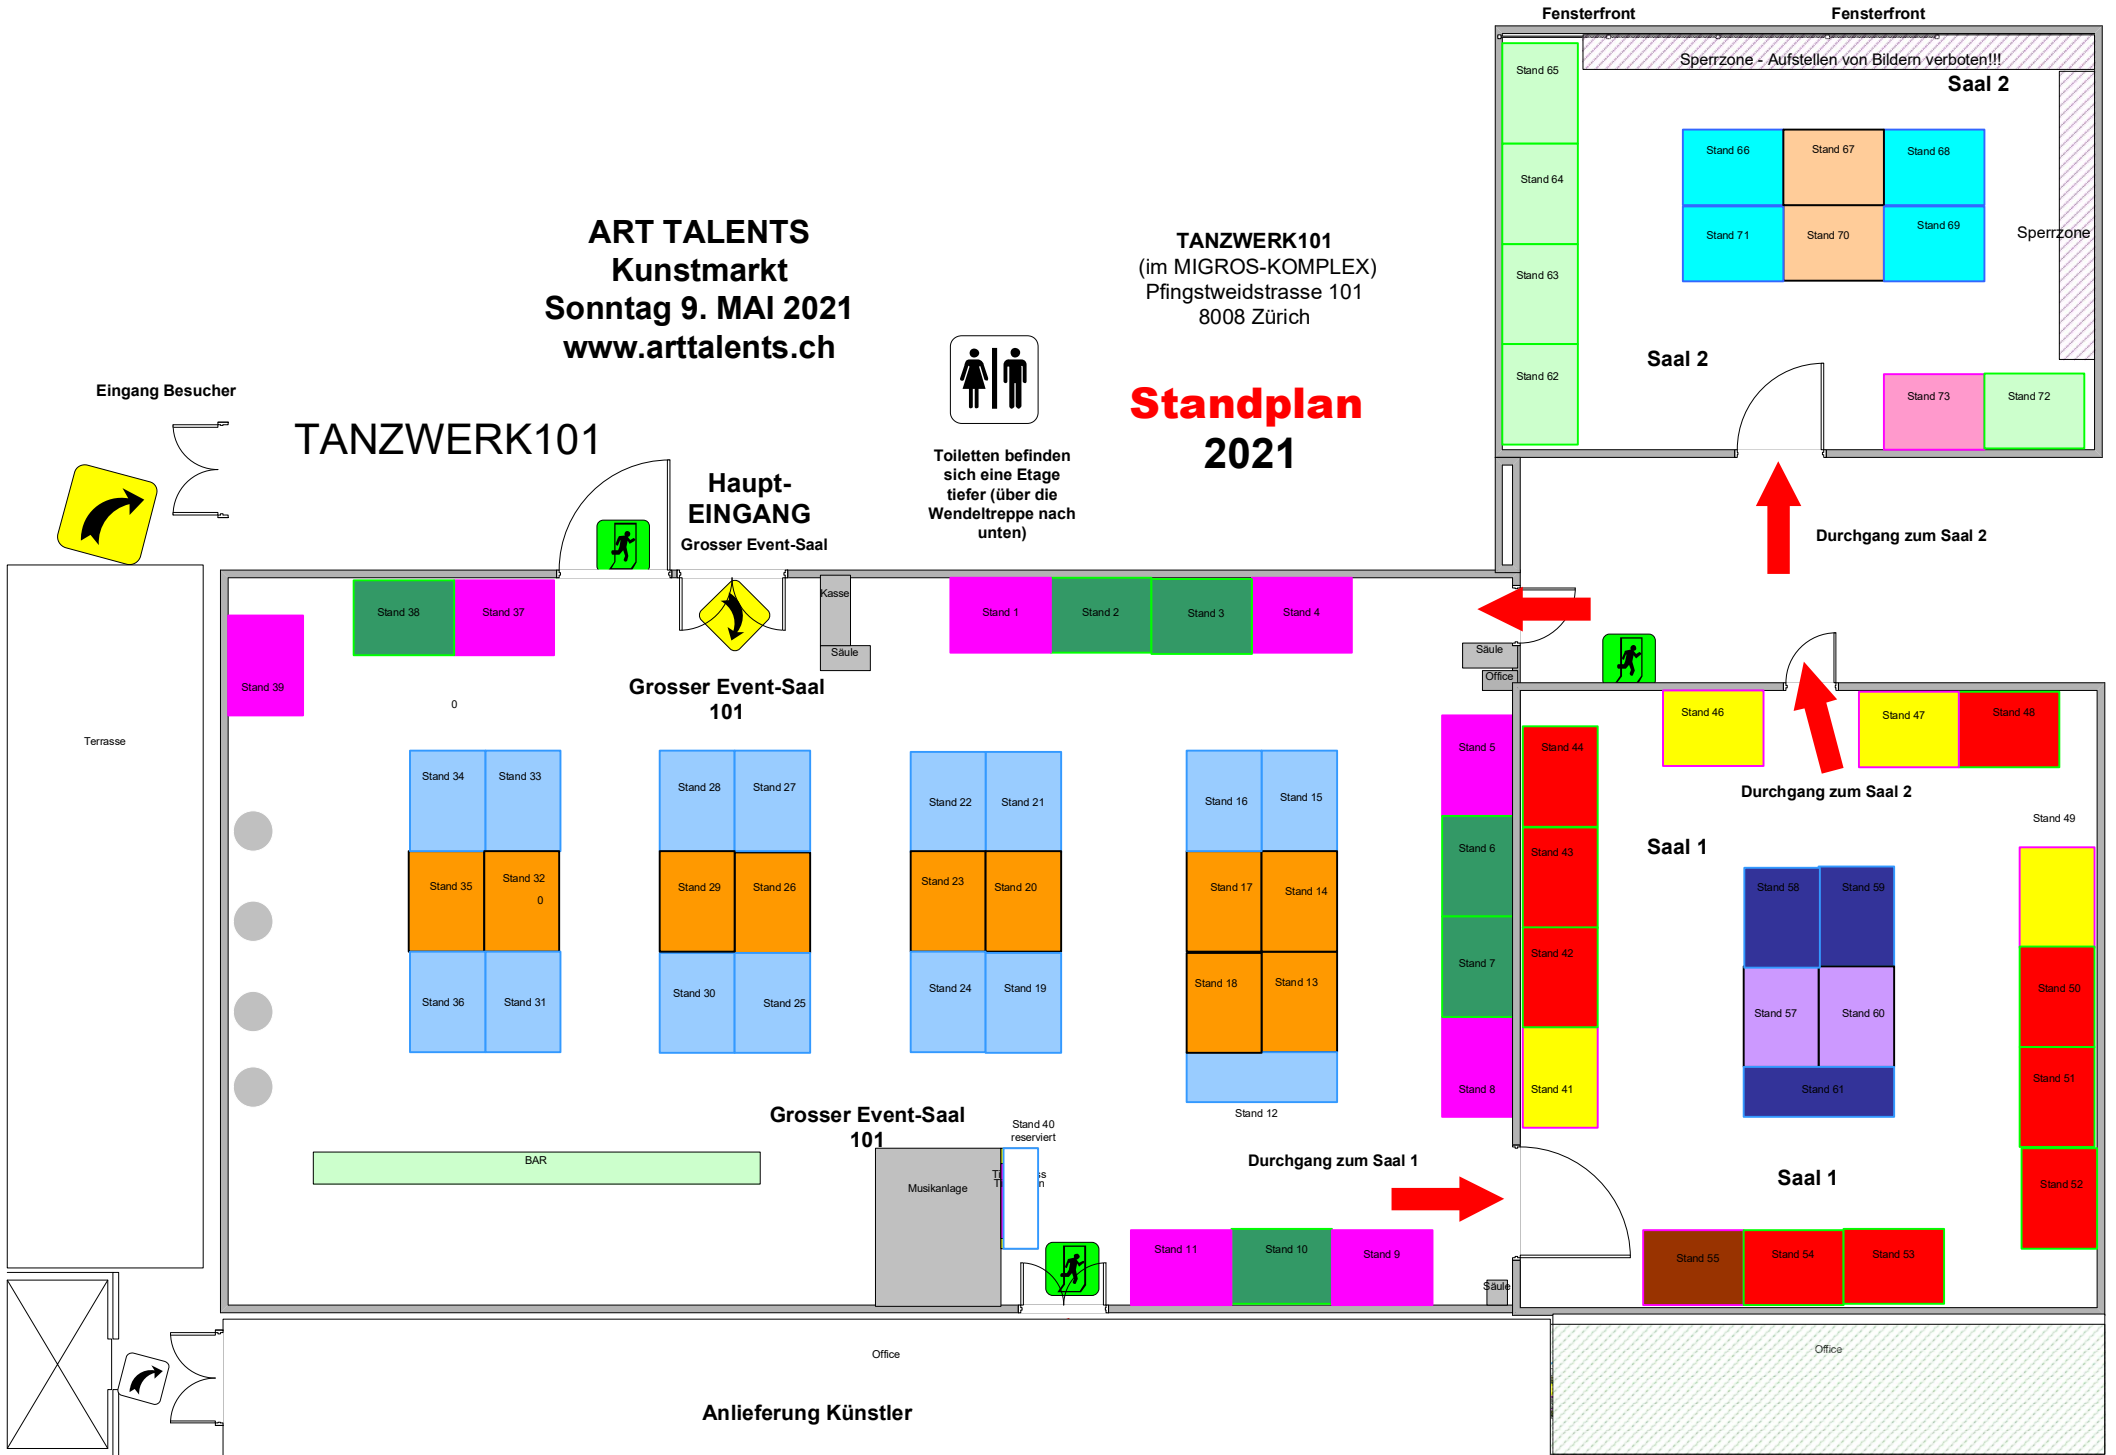 Fensterfront
Fensterfront
Sperrzone - Aufstellen von Bildern verboten!!!
Saal 2
Stand 65
Stand 64
Stand 63
Stand 62
Stand 66
Stand 67
Stand 68
Stand 71
Stand 70
Stand 69
Sperrzone
Saal 2
Stand 73
Stand 72
ART TALENTS
Kunstmarkt
Sonntag 9. MAI 2021
www.arttalents.ch
TANZWERK101
(im MIGROS-KOMPLEX)
Pfingstweidstrasse 101
8008 Zürich
Standplan
2021
Eingang Besucher
TANZWERK101
Haupt-
EINGANG
Grosser Event-Saal
Toiletten befinden
sich eine Etage
tiefer (über die
Wendeltreppe nach
unten)
Durchgang zum Saal 2
Terrasse
Stand 38
Stand 37
Stand 39
0
Kasse
Säule
Grosser Event-Saal
101
Stand 1
Stand 2
Stand 3
Stand 4
Säule
Office
Stand 34
Stand 33
Stand 28
Stand 27
Stand 22
Stand 21
Stand 16
Stand 15
Stand 35
Stand 32
0
Stand 29
Stand 26
Stand 23
Stand 20
Stand 17
Stand 14
Stand 36
Stand 31
Stand 30
Stand 25
Stand 24
Stand 19
Stand 18
Stand 13
Stand 12
Stand 5
Stand 6
Stand 7
Stand 8
Grosser Event-Saal
101
BAR
Musikanlage
Stand 40
reserviert
Durchgang zum Saal 1
Stand 11
Stand 10
Stand 9
Säule
Stand 46
Stand 47
Stand 48
Durchgang zum Saal 2
Stand 44
Stand 43
Stand 42
Stand 41
Saal 1
Stand 49
Stand 58
Stand 59
Stand 57
Stand 60
Stand 61
Stand 50
Stand 51
Stand 52
Saal 1
Stand 55
Stand 54
Stand 53
Office
Office
Anlieferung Künstler